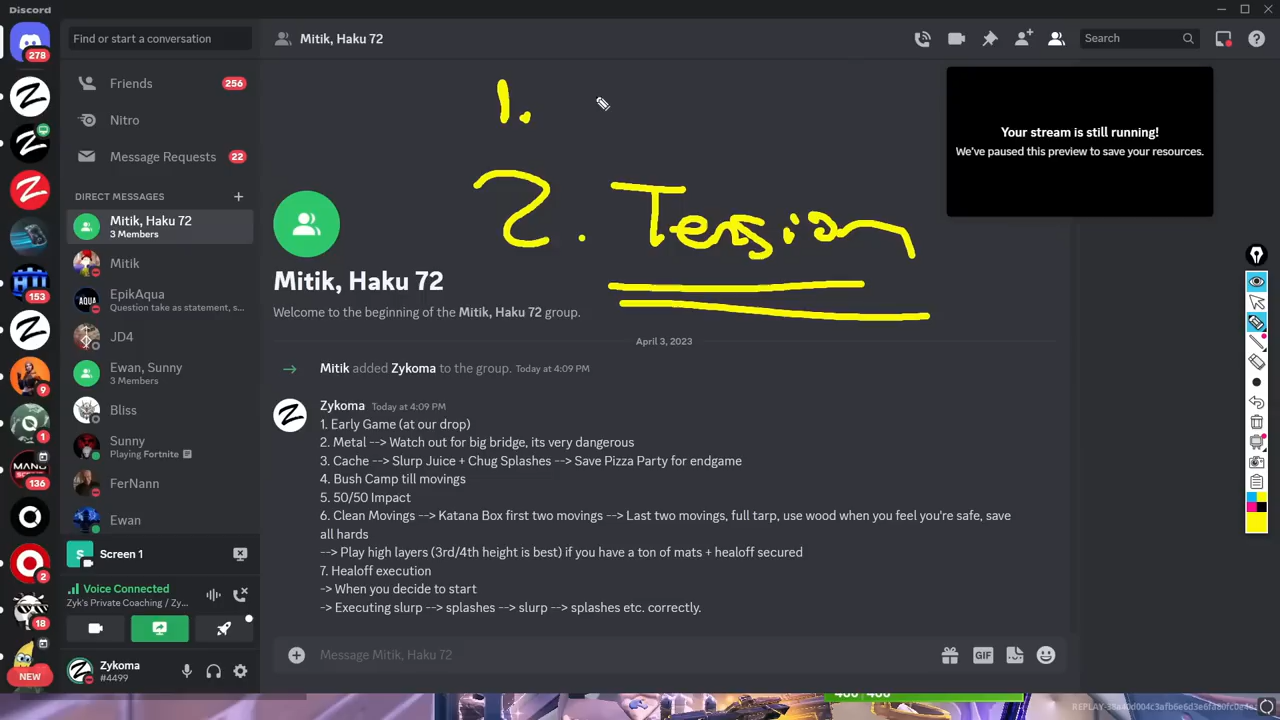 Discord
Find or start a conversation
Mitik, Haku 72
Search
278
Friends
256
Nitro
Message Requests
22
DIRECT MESSAGES
Mitik, Haku 72
3 Members
Mitik
EpikAqua
Question take as statement, s...
AQUA
JD4
Ewan, Sunny
3 Members
Bliss
Sunny
Playing Fortnite
FerNann
Ewan
153
9
1
136
2
18
NEW
Screen 1
Voice Connected
Zyk's Private Coaching / Zy...
Zykoma
#4499
1.
2. Tension
Your stream is still running!
We've paused this preview to save your resources.
Mitik, Haku 72
Welcome to the beginning of the Mitik, Haku 72 group.
April 3, 2023
Mitik added Zykoma to the group. Today at 4:09 PM
Zykoma Today at 4:09 PM
1. Early Game (at our drop)
2. Metal --> Watch out for big bridge, its very dangerous
3. Cache --> Slurp Juice + Chug Splashes --> Save Pizza Party for endgame
4. Bush Camp till movings
5. 50/50 Impact
6. Clean Movings --> Katana Box first two movings --> Last two movings, full tarp, use wood when you feel you're safe, save
all hards
--> Play high layers (3rd/4th height is best) if you have a ton of mats + healoff secured
7. Healoff execution
-> When you decide to start
-> Executing slurp --> splashes --> slurp --> splashes etc. correctly.
Message Mitik, Haku 72
GIF